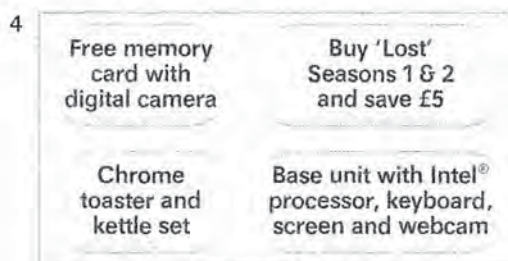 4
Free memory
card with
digital camera
Buy 'Lost'
Seasons 1 & 2
and save £5
Chrome
toaster and
kettle set
Base unit with Intel®
processor, keyboard,
screen and webcam